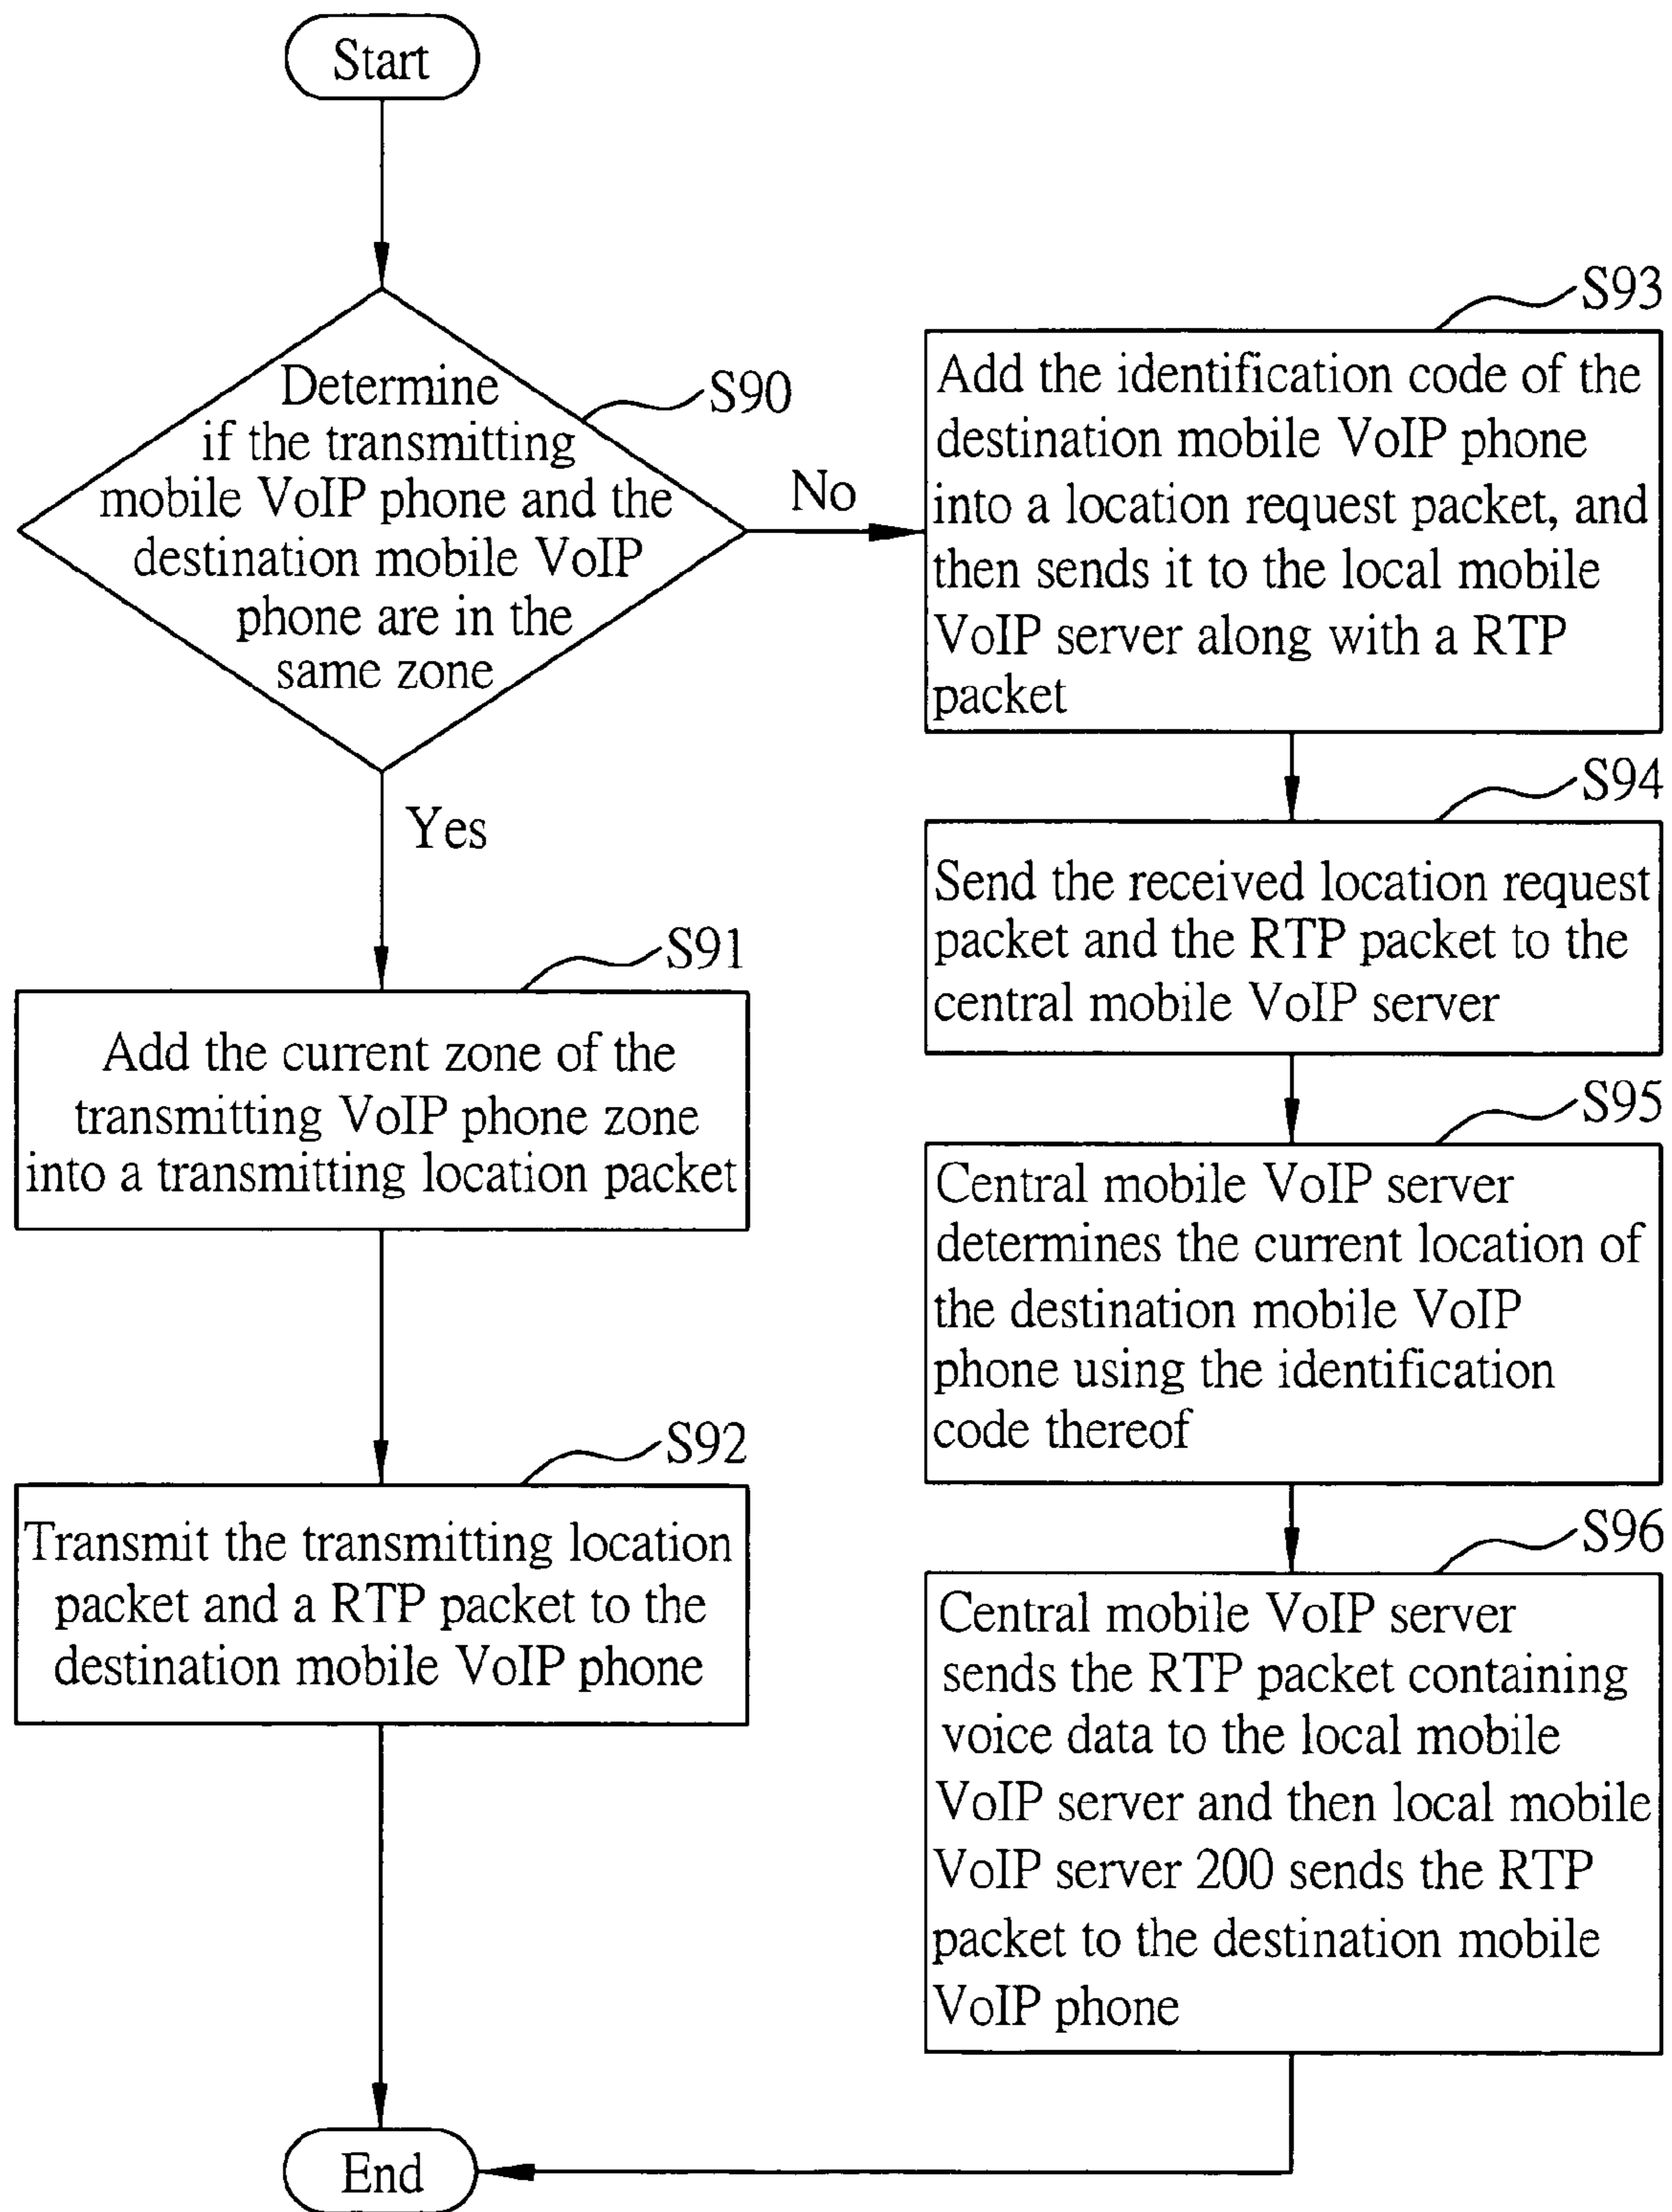 Start
Determine
if the transmitting
mobile VoIP phone and the
destination mobile VoIP
phone are in the
same zone
S90
No
Yes
S91
Add the current zone of the
transmitting VoIP phone zone
into a transmitting location packet
S92
Transmit the transmitting location
packet and a RTP packet to the
destination mobile VoIP phone
S93
Add the identification code of the
destination mobile VoIP phone
into a location request packet, and
then sends it to the local mobile
VoIP server along with a RTP
packet
S94
Send the received location request
packet and the RTP packet to the
central mobile VoIP server
S95
Central mobile VoIP server
determines the current location of
the destination mobile VoIP
phone using the identification
code thereof
S96
Central mobile VoIP server
sends the RTP packet containing
voice data to the local mobile
VoIP server and then local mobile
VoIP server 200 sends the RTP
packet to the destination mobile
VoIP phone
End